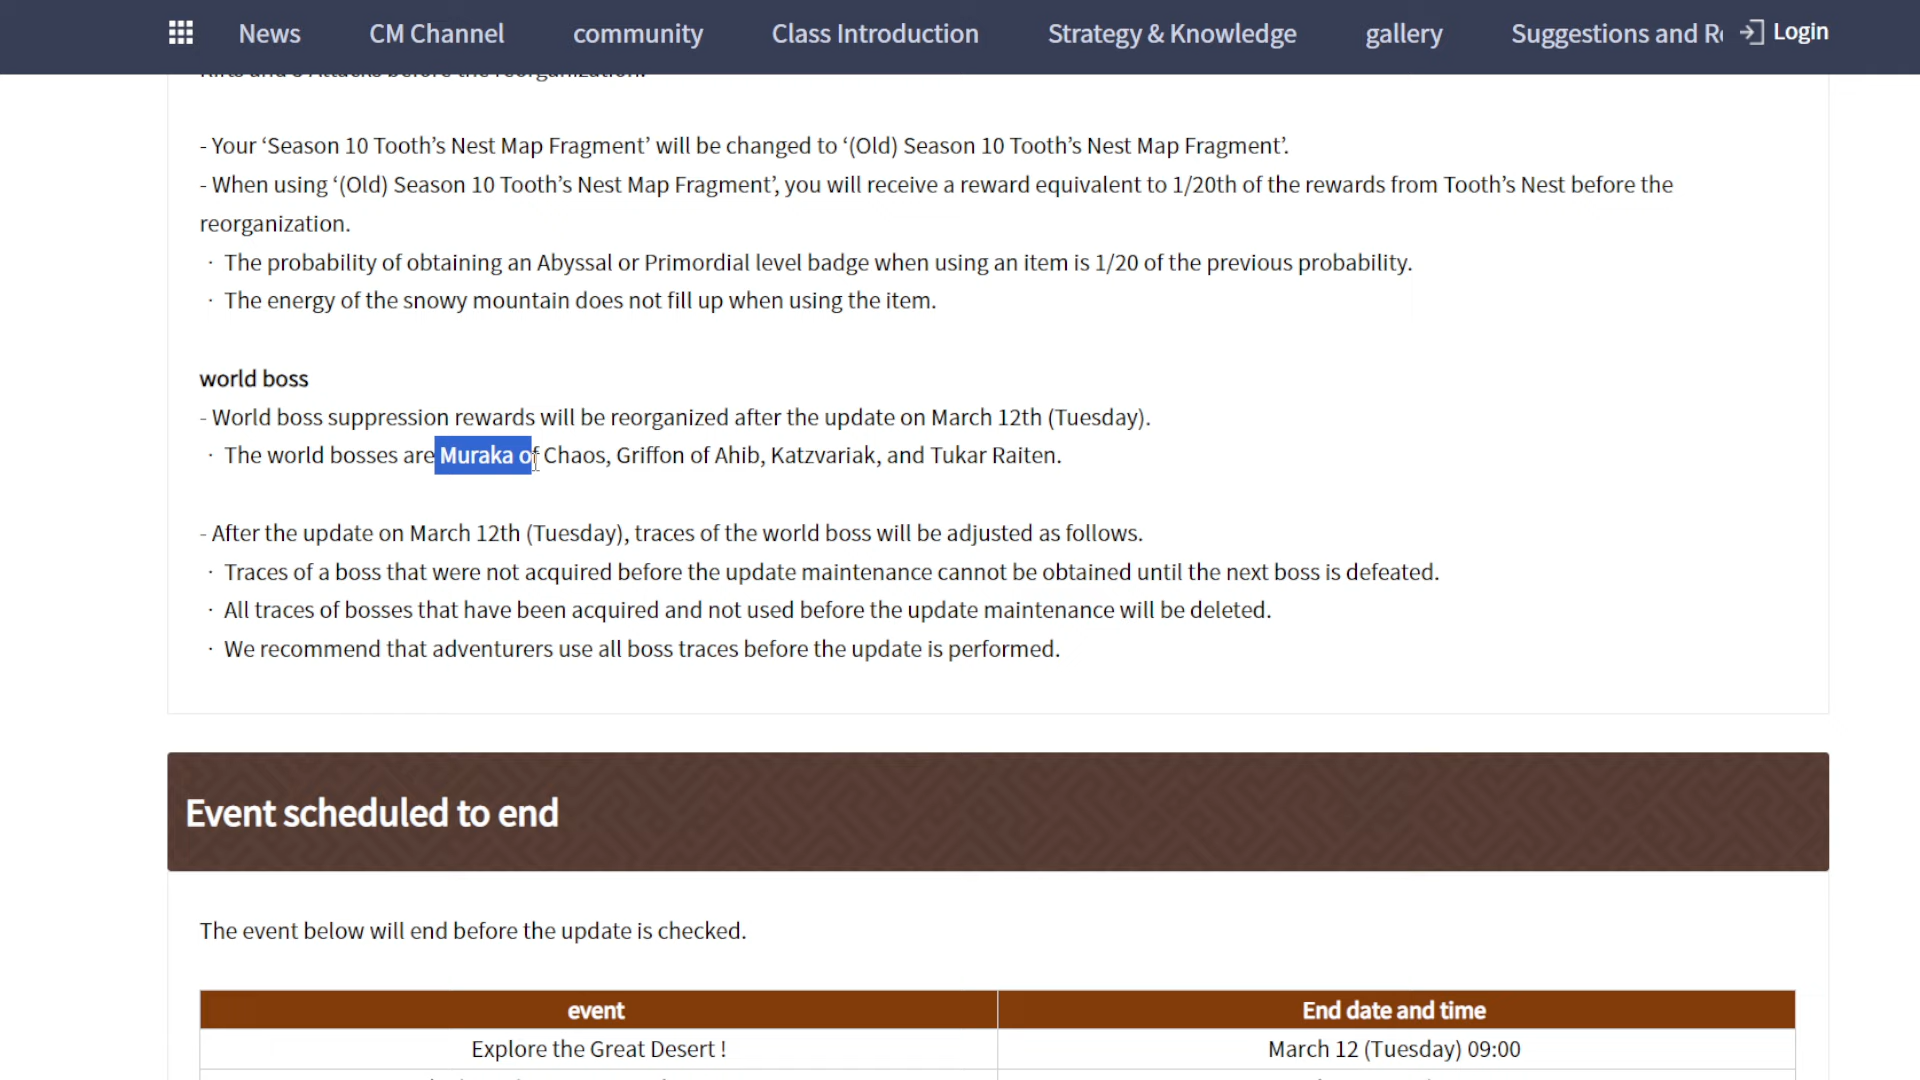 News CM Channel community Class Introduction Strategy & Knowledge gallery Suggestions and Login
before the reorganization.
- Your ‘Season 10 Tooth’s Nest Map Fragment’ will be changed to ‘(Old) Season 10 Tooth’s Nest Map Fragment’.
- When using ‘(Old) Season 10 Tooth’s Nest Map Fragment’, you will receive a reward equivalent to 1/20th of the rewards from Tooth’s Nest before the
reorganization.
· The probability of obtaining an Abyssal or Primordial level badge when using an item is 1/20 of the previous probability.
· The energy of the snowy mountain does not fill up when using the item.
world boss
- World boss suppression rewards will be reorganized after the update on March 12th (Tuesday).
· The world bosses are Muraka of Chaos, Griffon of Ahib, Katzvariak, and Tukar Raiten.
- After the update on March 12th (Tuesday), traces of the world boss will be adjusted as follows.
· Traces of a boss that were not acquired before the update maintenance cannot be obtained until the next boss is defeated.
· All traces of bosses that have been acquired and not used before the update maintenance will be deleted.
· We recommend that adventurers use all boss traces before the update is performed.
Event scheduled to end
The event below will end before the update is checked.
event End date and time
Explore the Great Desert ! March 12 (Tuesday) 09:00